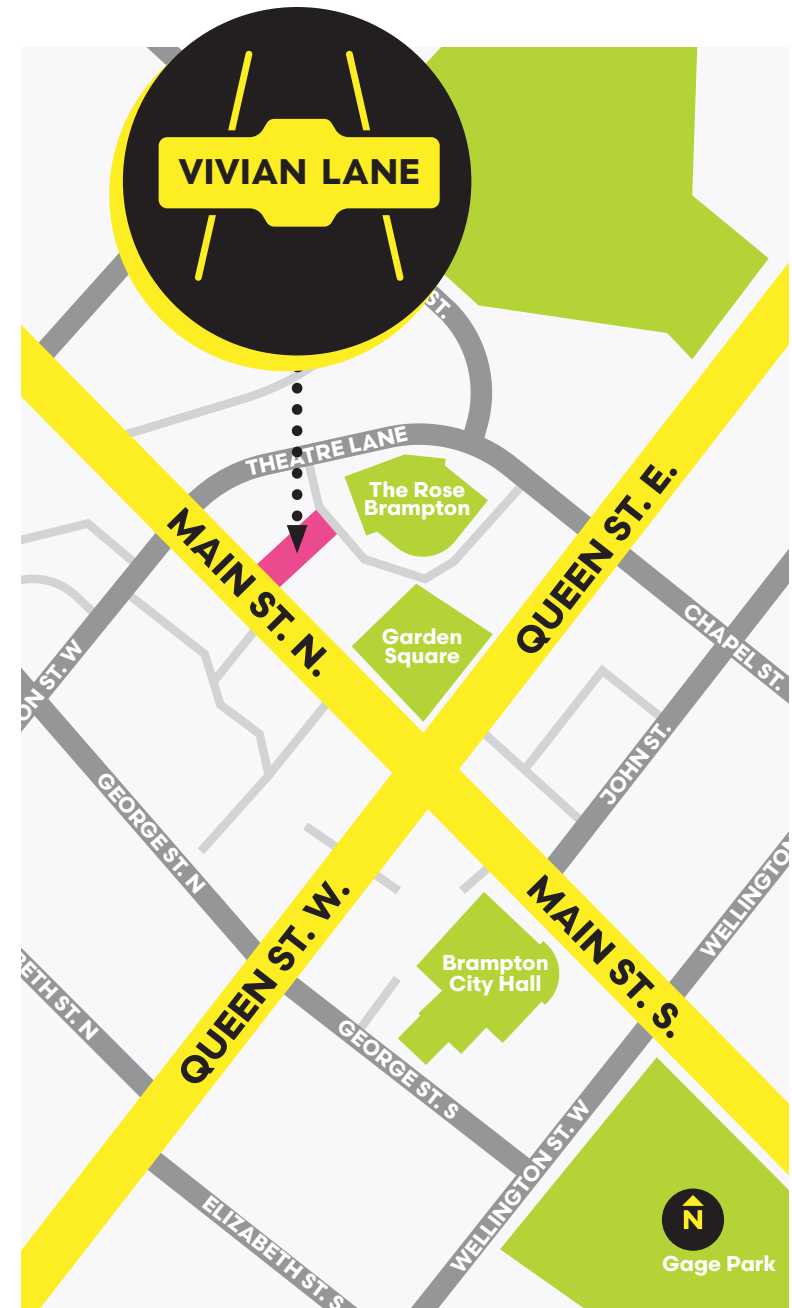 VIVIAN LANE
ST.
THEATRE LANE
The Rose
Brampton
MAIN ST. N.
QUEEN ST. E.
Garden
Square
CHAPEL ST.
ON ST. W
JOHN ST.
GEORGE ST. N
WELLINGTON
QUEEN ST. W.
MAIN ST. S.
Brampton
City Hall
BETH ST. N
GEORGE ST. S
WELLINGTON ST. W
ELIZABETH ST. S
N
Gage Park